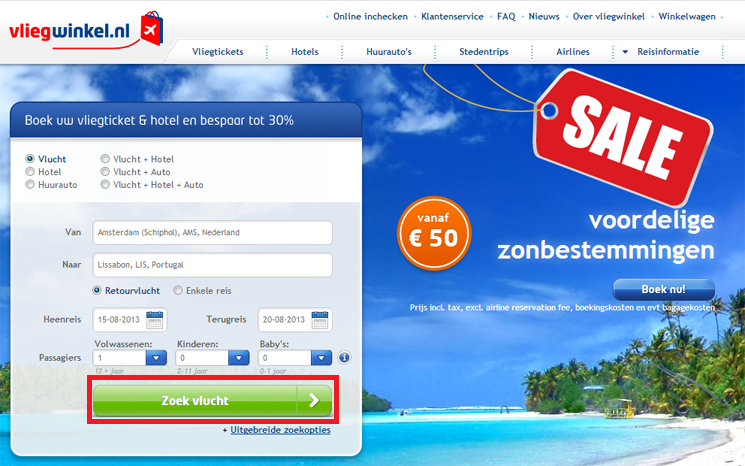 vliegwinkel.nl
Online inchecken Klantenservice FAQ Nieuws Over vliegwinkel Winkelwagen
Vliegtickets Hotels Huurauto's Stedentrips Airlines Reisinformatie
Boek uw vliegticket & hotel en bespaar tot 30%
Vlucht Vlucht + Hotel
Hotel Vlucht + Auto
Huurauto Vlucht + Hotel + Auto
Van Amsterdam (Schiphol), AMS, Nederland
Naar Lissabon, LIS, Portugal
Retourvlucht Enkele reis
Heenreis 15-08-2013 Terugreis 20-08-2013
Volwassenen: Kinderen: Baby's:
Passagiers 1 0 0
12 + jaar 2-11 jaar 0-1 jaar
Zoek vlucht
+ Uitgebreide zoekopties
SALE
vanaf
€ 50
voordelige
zonbestemmingen
Boek nu!
Prijs incl. tax, excl. airline reservation fee, boekingskosten en evt bagagekosten